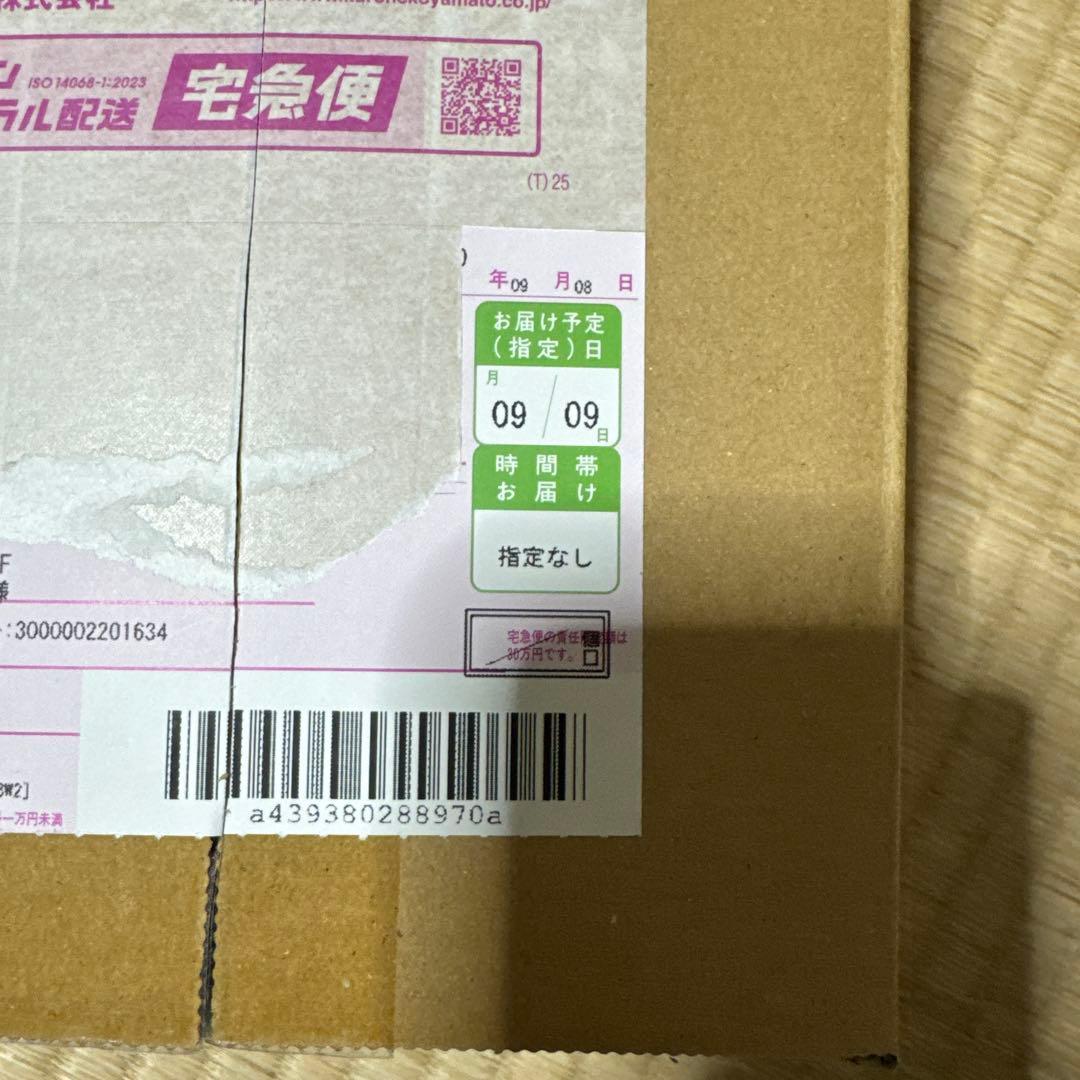 株式会社
ISO 14068-1:2023
ラル配送
宅急便
(T)25
年09 月08 日
お届け予定
(指定)日
月
09/09
日
時間帯
お届け
指定なし
F
様
:3000002201634
宅急便の責任限度額は
30万円です。
a439380288970a
3W2]
一万円未満